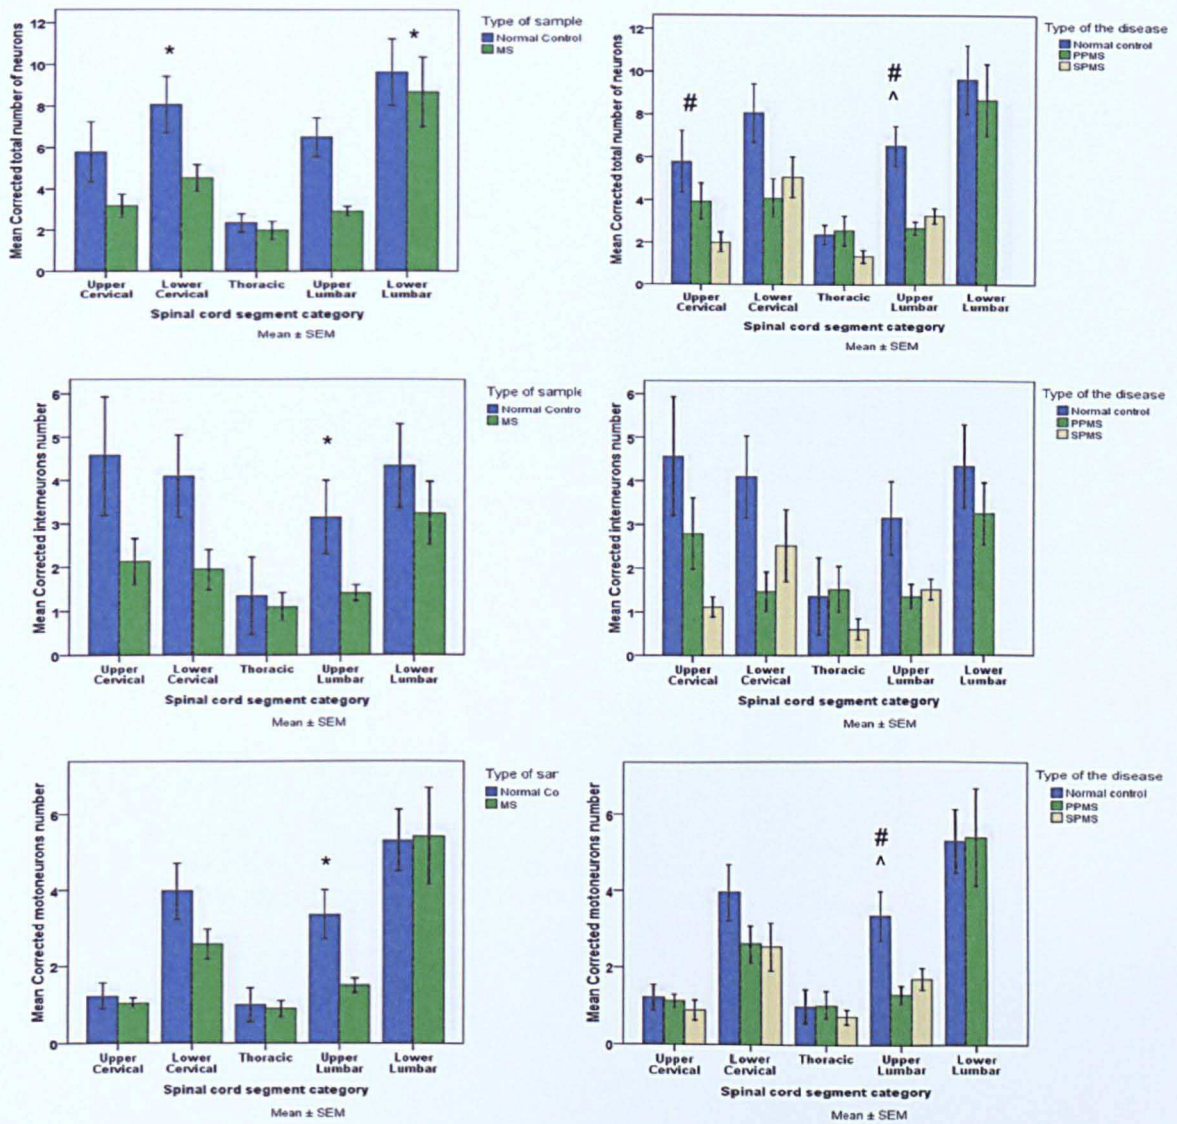 Type of sample
Normal Control
MS
Mean Corrected total number of neurons
12
10
8
6
4
2
0
*
*
Upper Cervical
Lower Cervical
Thoracic
Upper Lumbar
Lower Lumbar
Spinal cord segment category
Mean ± SEM
Type of the disease
Normal control
PPMS
SPMS
Mean Corrected total number of neurons
12
10
8
6
4
2
0
#
#
^
Upper Cervical
Lower Cervical
Thoracic
Upper Lumbar
Lower Lumbar
Spinal cord segment category
Mean ± SEM
Type of sample
Normal Contro
MS
Mean Corrected interneurons number
6
5
4
3
2
1
0
*
Upper Cervical
Lower Cervical
Thoracic
Upper Lumbar
Lower Lumbar
Spinal cord segment category
Mean ± SEM
Type of the disease
Normal control
PPMS
SPMS
Mean Corrected interneurons number
6
5
4
3
2
1
0
Upper Cervical
Lower Cervical
Thoracic
Upper Lumbar
Lower Lumbar
Spinal cord segment category
Mean ± SEM
Type of sar
Normal Co
MS
Mean Corrected motoneurons number
6
4
2
0
*
Upper Cervical
Lower Cervical
Thoracic
Upper Lumbar
Lower Lumbar
Spinal cord segment category
Mean ± SEM
Type of the disease
Normal control
PPMS
SPMS
Mean Corrected motoneurons number
6
4
2
0
#
^
Upper Cervical
Lower Cervical
Thoracic
Upper Lumbar
Lower Lumbar
Spinal cord segment category
Mean ± SEM